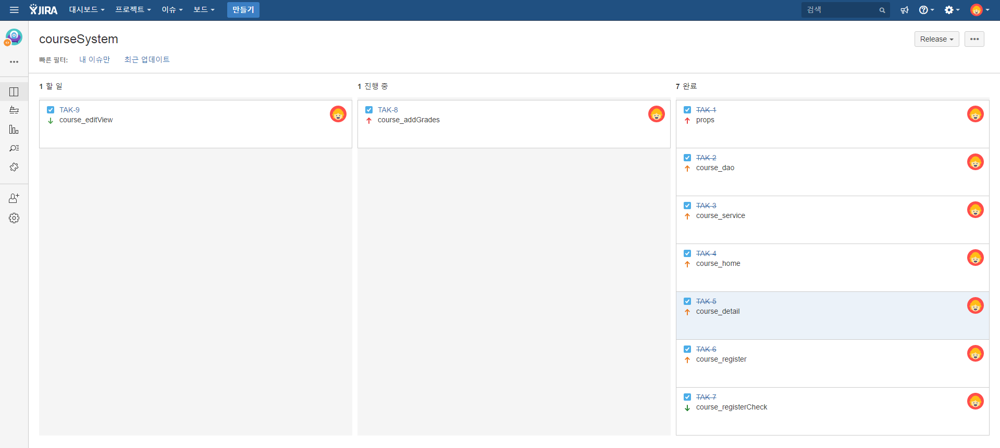 JIRA 대시보드 프로젝트 이슈 보드 만들기 검색
courseSystem
Release
빠른 필터: 내 이슈만 최근 업데이트
1 할 일
TAK-9
course_editView
1 진행 중
TAK-8
course_addGrades
7 완료
TAK-1
props
TAK-2
course_dao
TAK-3
course_service
TAK-4
course_home
TAK-5
course_detail
TAK-6
course_register
TAK-7
course_registerCheck